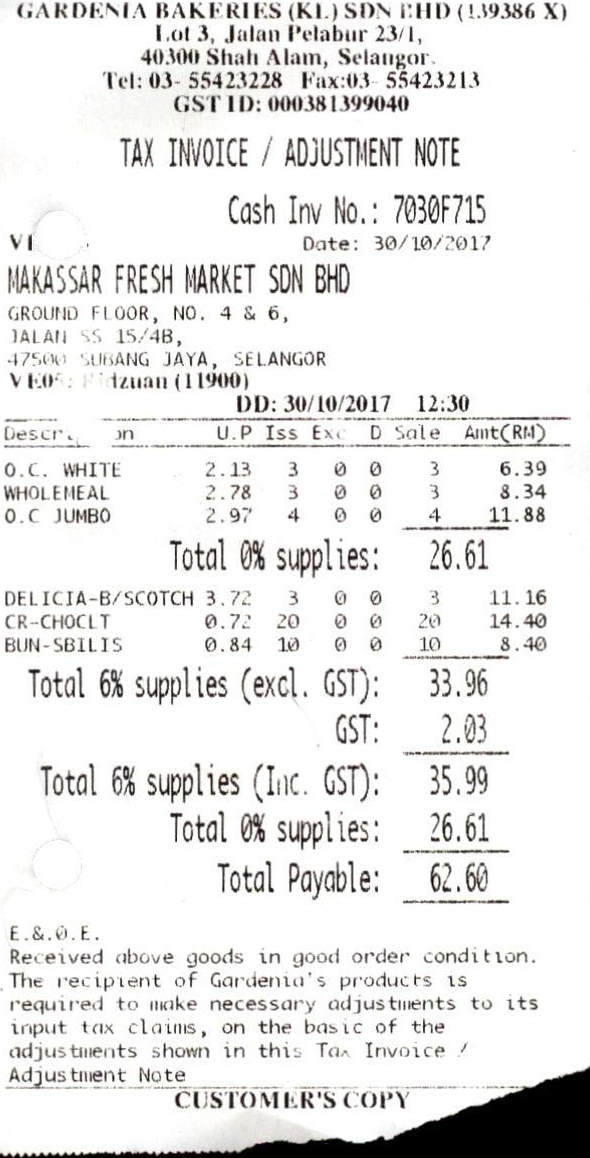 GARDENIA BAKERIES (KL) SDN BHD (139386 X)
Lot 3, Jalan Pelabur 23/1,
40300 Shah Alam, Selangor.
Tel: 03- 55423228 Fax:03- 55423213
GST ID: 000381399040
TAX INVOICE / ADJUSTMENT NOTE
Cash Inv No.: 7030F715
Date: 30/10/2017
MAKASSAR FRESH MARKET SDN BHD
GROUND FLOOR, NO. 4 & 6,
JALAN SS 15/4B,
47500 SUBANG JAYA, SELANGOR
VE05: Ridzuan (11900)
DD: 30/10/2017 12:30
U.P Iss Exc D Sale Amt(RM)
O.C. WHITE 2.13 3 0 0 3 6.39
WHOLEMEAL 2.78 3 0 0 3 8.34
O.C JUMBO 2.97 4 0 0 4 11.88
Total 0% supplies: 26.61
DELICIA-B/SCOTCH 3.72 3 0 0 3 11.16
CR-CHOCLT 0.72 20 0 0 20 14.40
BUN-SBILIS 0.84 10 0 0 10 8.40
Total 6% supplies (excl. GST): 33.96
GST: 2.03
Total 6% supplies (Inc. GST): 35.99
Total 0% supplies: 26.61
Total Payable: 62.60
E.&.O.E.
Received above goods in good order condition.
The recipient of Gardenia's products is
required to make necessary adjustments to its
input tax claims, on the basic of the
adjustments shown in this Tax Invoice /
Adjustment Note
CUSTOMER'S COPY